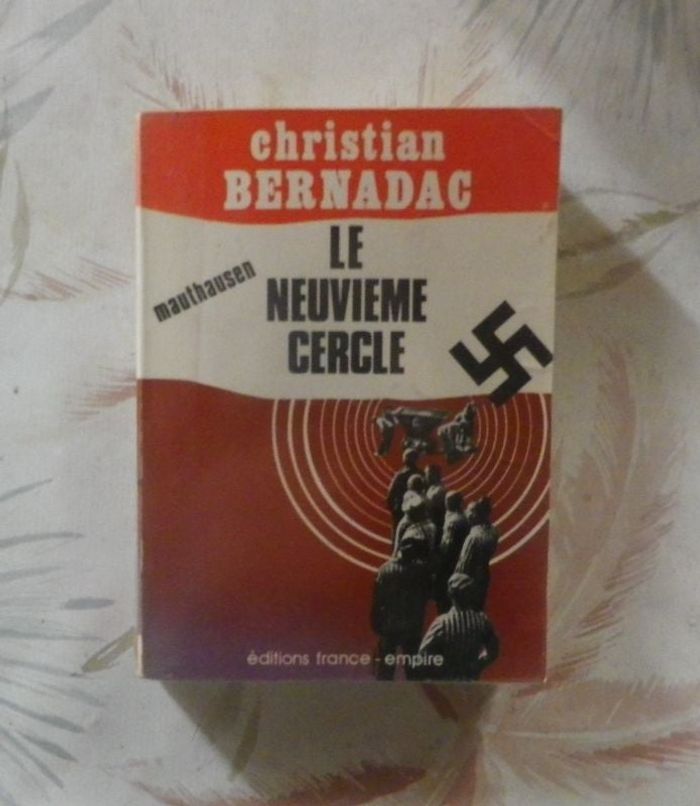 christian
BERNADAC
mauthausen
LE
NEUVIEME
CERCLE
éditions france-empire